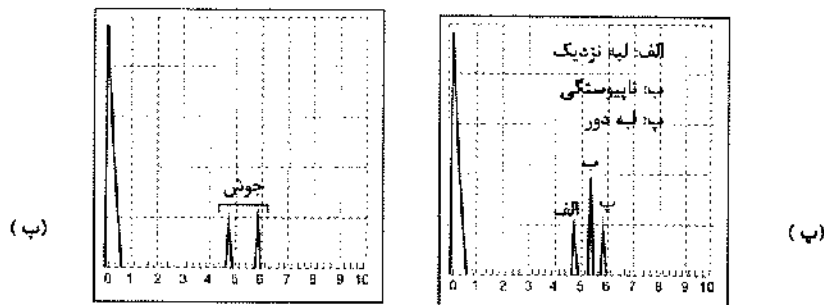 الف: لبه نزدیک
ب: ناپیوستگی
پ: لبه دور
جوش
الف
ب
پ
0 1 2 3 4 5 6 7 8 9 10
0 1 2 3 4 5 6 7 8 9 10
(ب)
(پ)